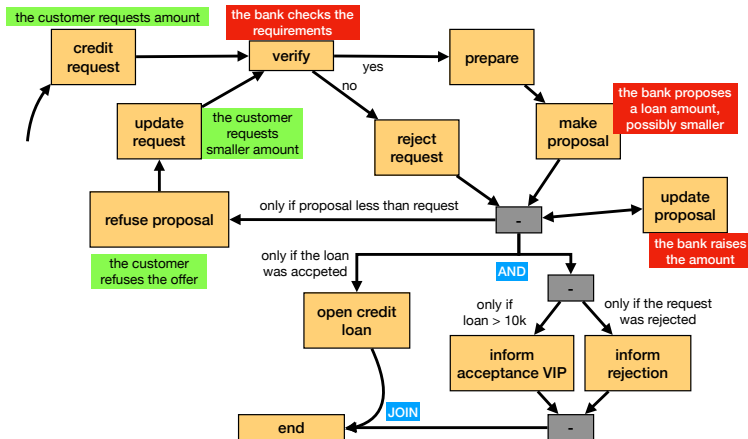 the customer requests amount
the bank checks the
requirements
credit
request
verify
yes
prepare
no
the bank proposes
a loan amount,
possibly smaller
update
request
the customer
requests
smaller amount
reject
request
make
proposal
refuse proposal
only if proposal less than request
-
update
proposal
the customer
refuses the offer
only if the loan
was accpeted
AND
the bank raises
the amount
-
open credit
loan
only if
loan > 10k
only if the request
was rejected
inform
acceptance VIP
inform
rejection
JOIN
end
-